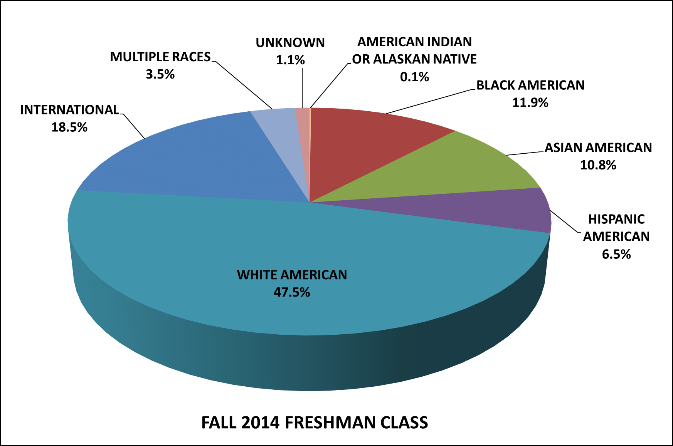 UNKNOWN
1.1%
AMERICAN INDIAN
OR ALASKAN NATIVE
0.1%
MULTIPLE RACES
3.5%
BLACK AMERICAN
11.9%
INTERNATIONAL
18.5%
ASIAN AMERICAN
10.8%
HISPANIC
AMERICAN
6.5%
WHITE AMERICAN
47.5%
FALL 2014 FRESHMAN CLASS